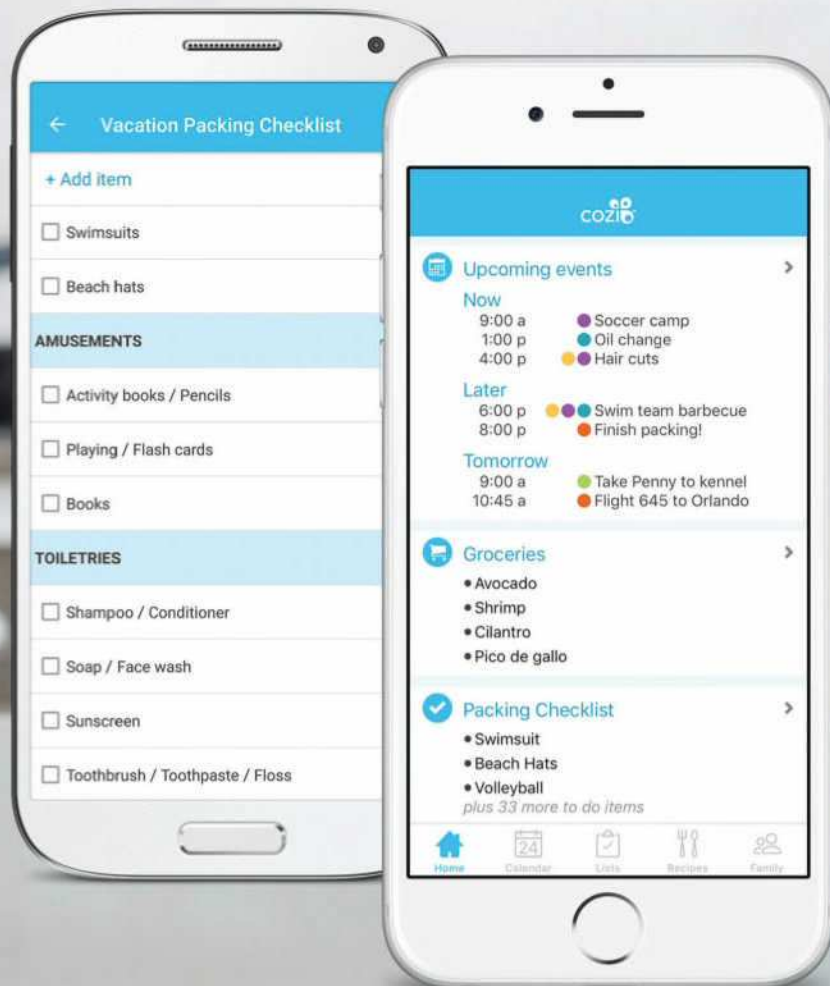 Vacation Packing Checklist
+ Add item
Swimsuits
Beach hats
AMUSEMENTS
Activity books / Pencils
Playing / Flash cards
Books
TOILETRIES
Shampoo / Conditioner
Soap / Face wash
Sunscreen
Toothbrush / Toothpaste / Floss
cozi
Upcoming events
Now
9:00 a Soccer camp
1:00 p Oil change
4:00 p Hair cuts
Later
6:00 p Swim team barbecue
8:00 p Finish packing!
Tomorrow
9:00 a Take Penny to kennel
10:45 a Flight 645 to Orlando
Groceries
• Avocado
• Shrimp
• Cilantro
• Pico de gallo
Packing Checklist
• Swimsuit
• Beach Hats
• Volleyball
plus 33 more to do items
24
Home Calendar Lists Recipes Family